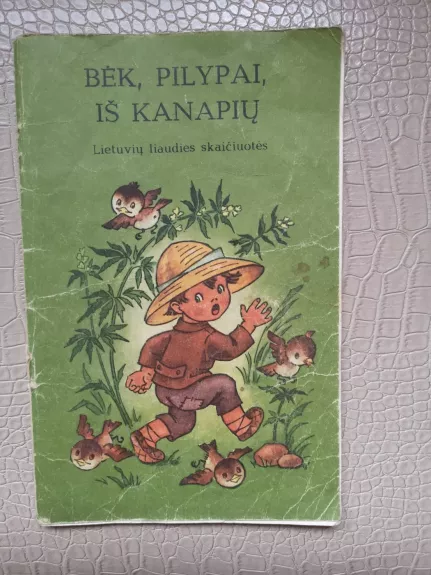 BĖK, PILYPAI,
IŠ KANAPIŲ
Lietuvių liaudies skaičiuotės